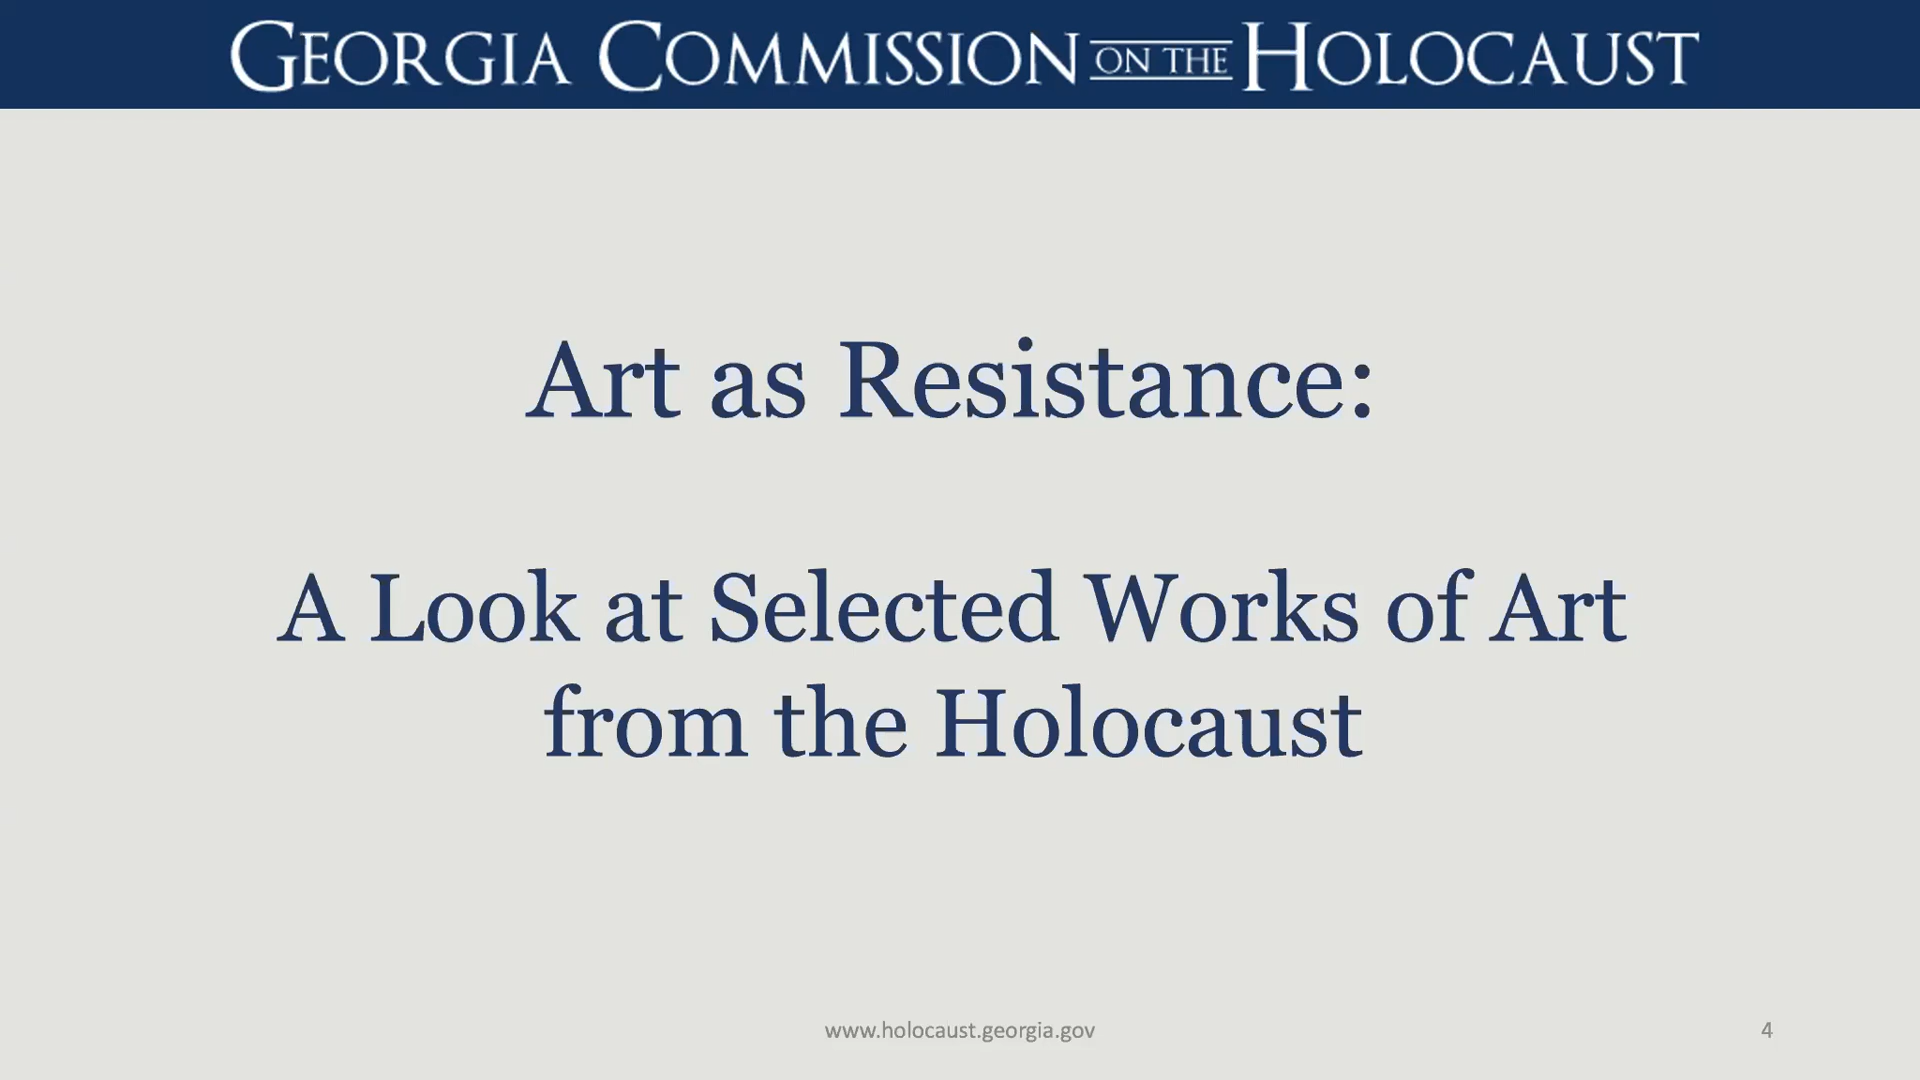 GEORGIA COMMISSION ON THE HOLOCAUST
Art as Resistance:
A Look at Selected Works of Art
from the Holocaust
www.holocaust.georgia.gov
4